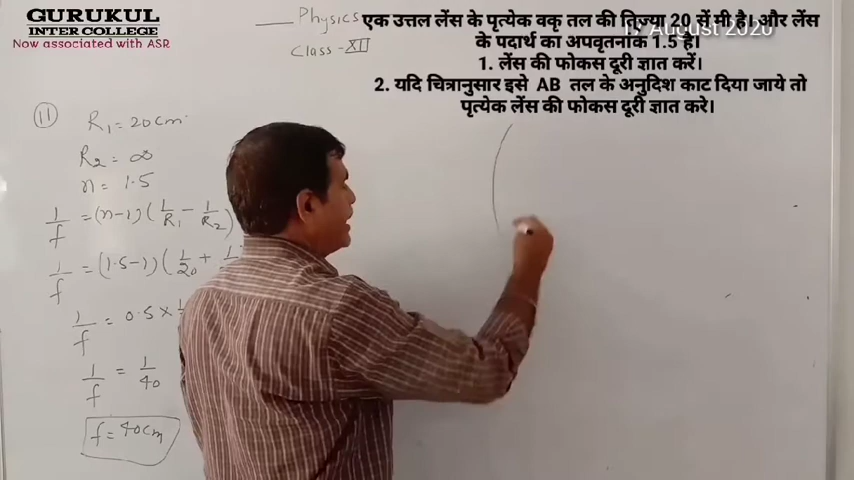 GURUKUL
INTER COLLEGE
Now associated with ASR
Physics
Class - XII
17 August 2020
एक उत्तल लेंस के पृत्येक वकृ तल की तिृज्या 20 सें मी है। और लेंस
के पदार्थ का अपवृतनांक 1.5 है।
1. लेंस की फोकस दूरी ज्ञात करें।
2. यदि चित्रानुसार इसे AB तल के अनुदिश काट दिया जाये तो
पृत्येक लेंस की फोकस दूरी ज्ञात करे।
11
R₁ = 20cm
R₂ = ∞
n = 1.5
1/f = (n-1)(1/R₁ - 1/R₂)
1/f = (1.5-1)(1/20 +
1/f = 0.5 ×
1/f = 1/40
f = 40cm